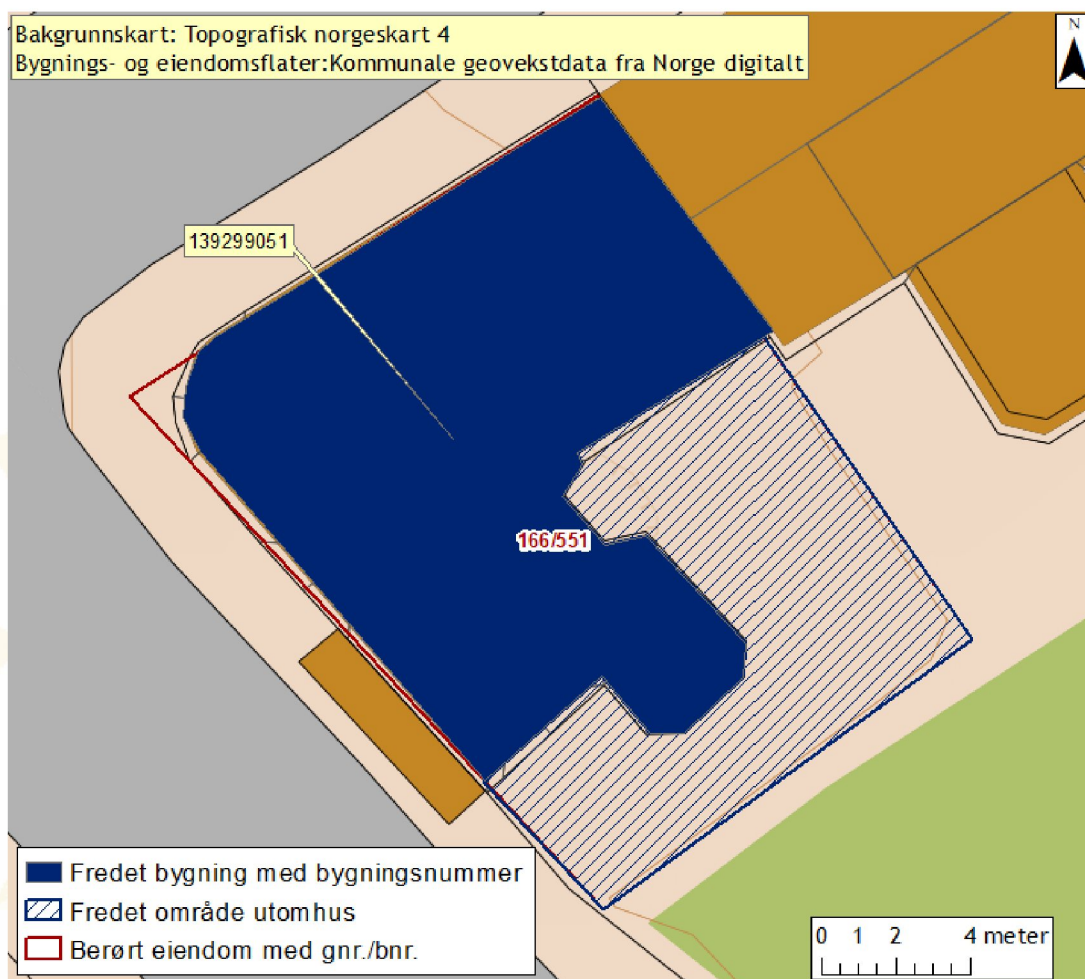 Bakgrunnskart: Topografisk norgeskart 4
Bygnings- og eiendomsflater:Kommunale geovekstdata fra Norge digitalt
N
139299051
166/551
Fredet bygning med bygningsnummer
Fredet område utomhus
Berørt eiendom med gnr./bnr.
0 1 2 4 meter